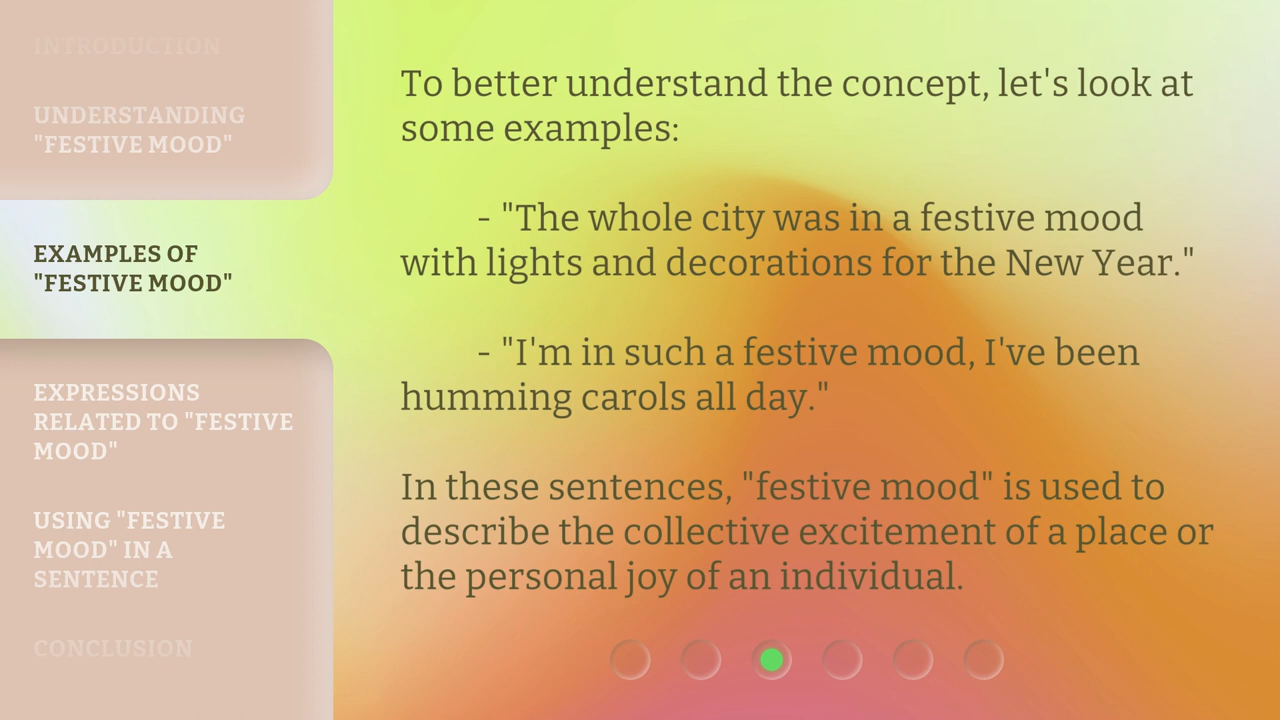 INTRODUCTION
UNDERSTANDING
"FESTIVE MOOD"
EXAMPLES OF
"FESTIVE MOOD"
EXPRESSIONS
RELATED TO "FESTIVE
MOOD"
USING "FESTIVE
MOOD" IN A
SENTENCE
CONCLUSION
To better understand the concept, let's look at
some examples:
- "The whole city was in a festive mood
with lights and decorations for the New Year."
- "I'm in such a festive mood, I've been
humming carols all day."
In these sentences, "festive mood" is used to
describe the collective excitement of a place or
the personal joy of an individual.